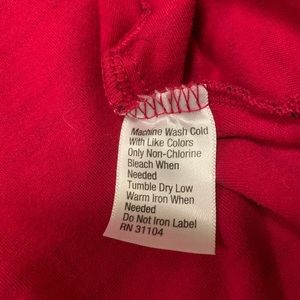 Machine Wash Cold
With Like Colors
Only Non-Chlorine
Bleach When
Needed
Tumble Dry Low
Warm Iron When
Needed
Do Not Iron Label
RN 31104